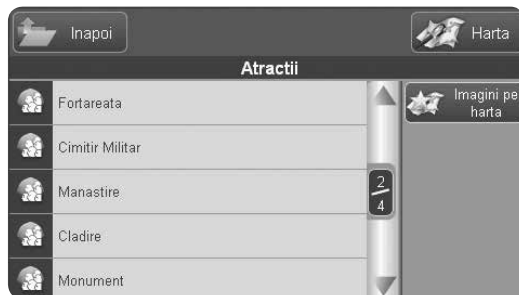 Inapoi
Harta
Atractii
Fortareata
Cimitir Militar
Manastire
Cladire
Monument
2
4
Imagini pe
harta